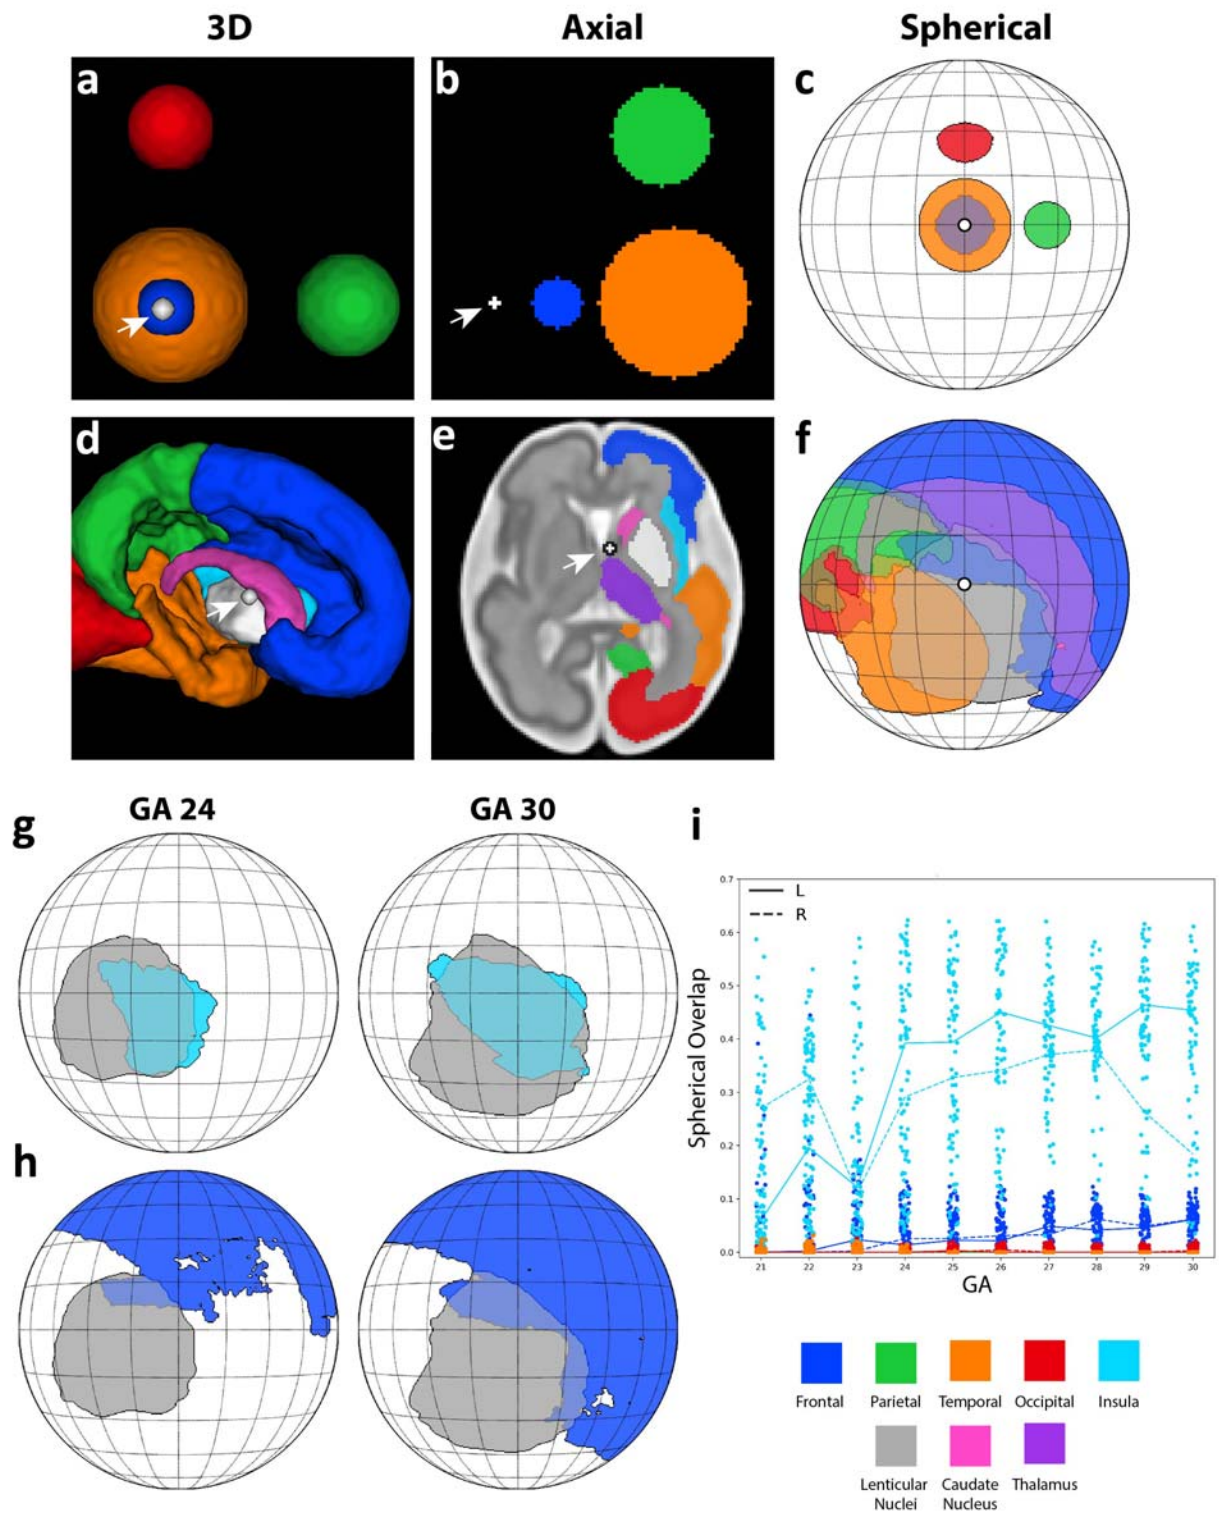 3D
Axial
Spherical
a
b
c
d
e
f
GA 24
GA 30
g
i
L
R
0.7
0.6
0.5
0.4
0.3
0.2
0.1
0.0
Spherical Overlap
21 22 23 24 25 26 27 28 29 30
GA
h
Frontal
Parietal
Temporal
Occipital
Insula
Lenticular
Nuclei
Caudate
Nucleus
Thalamus